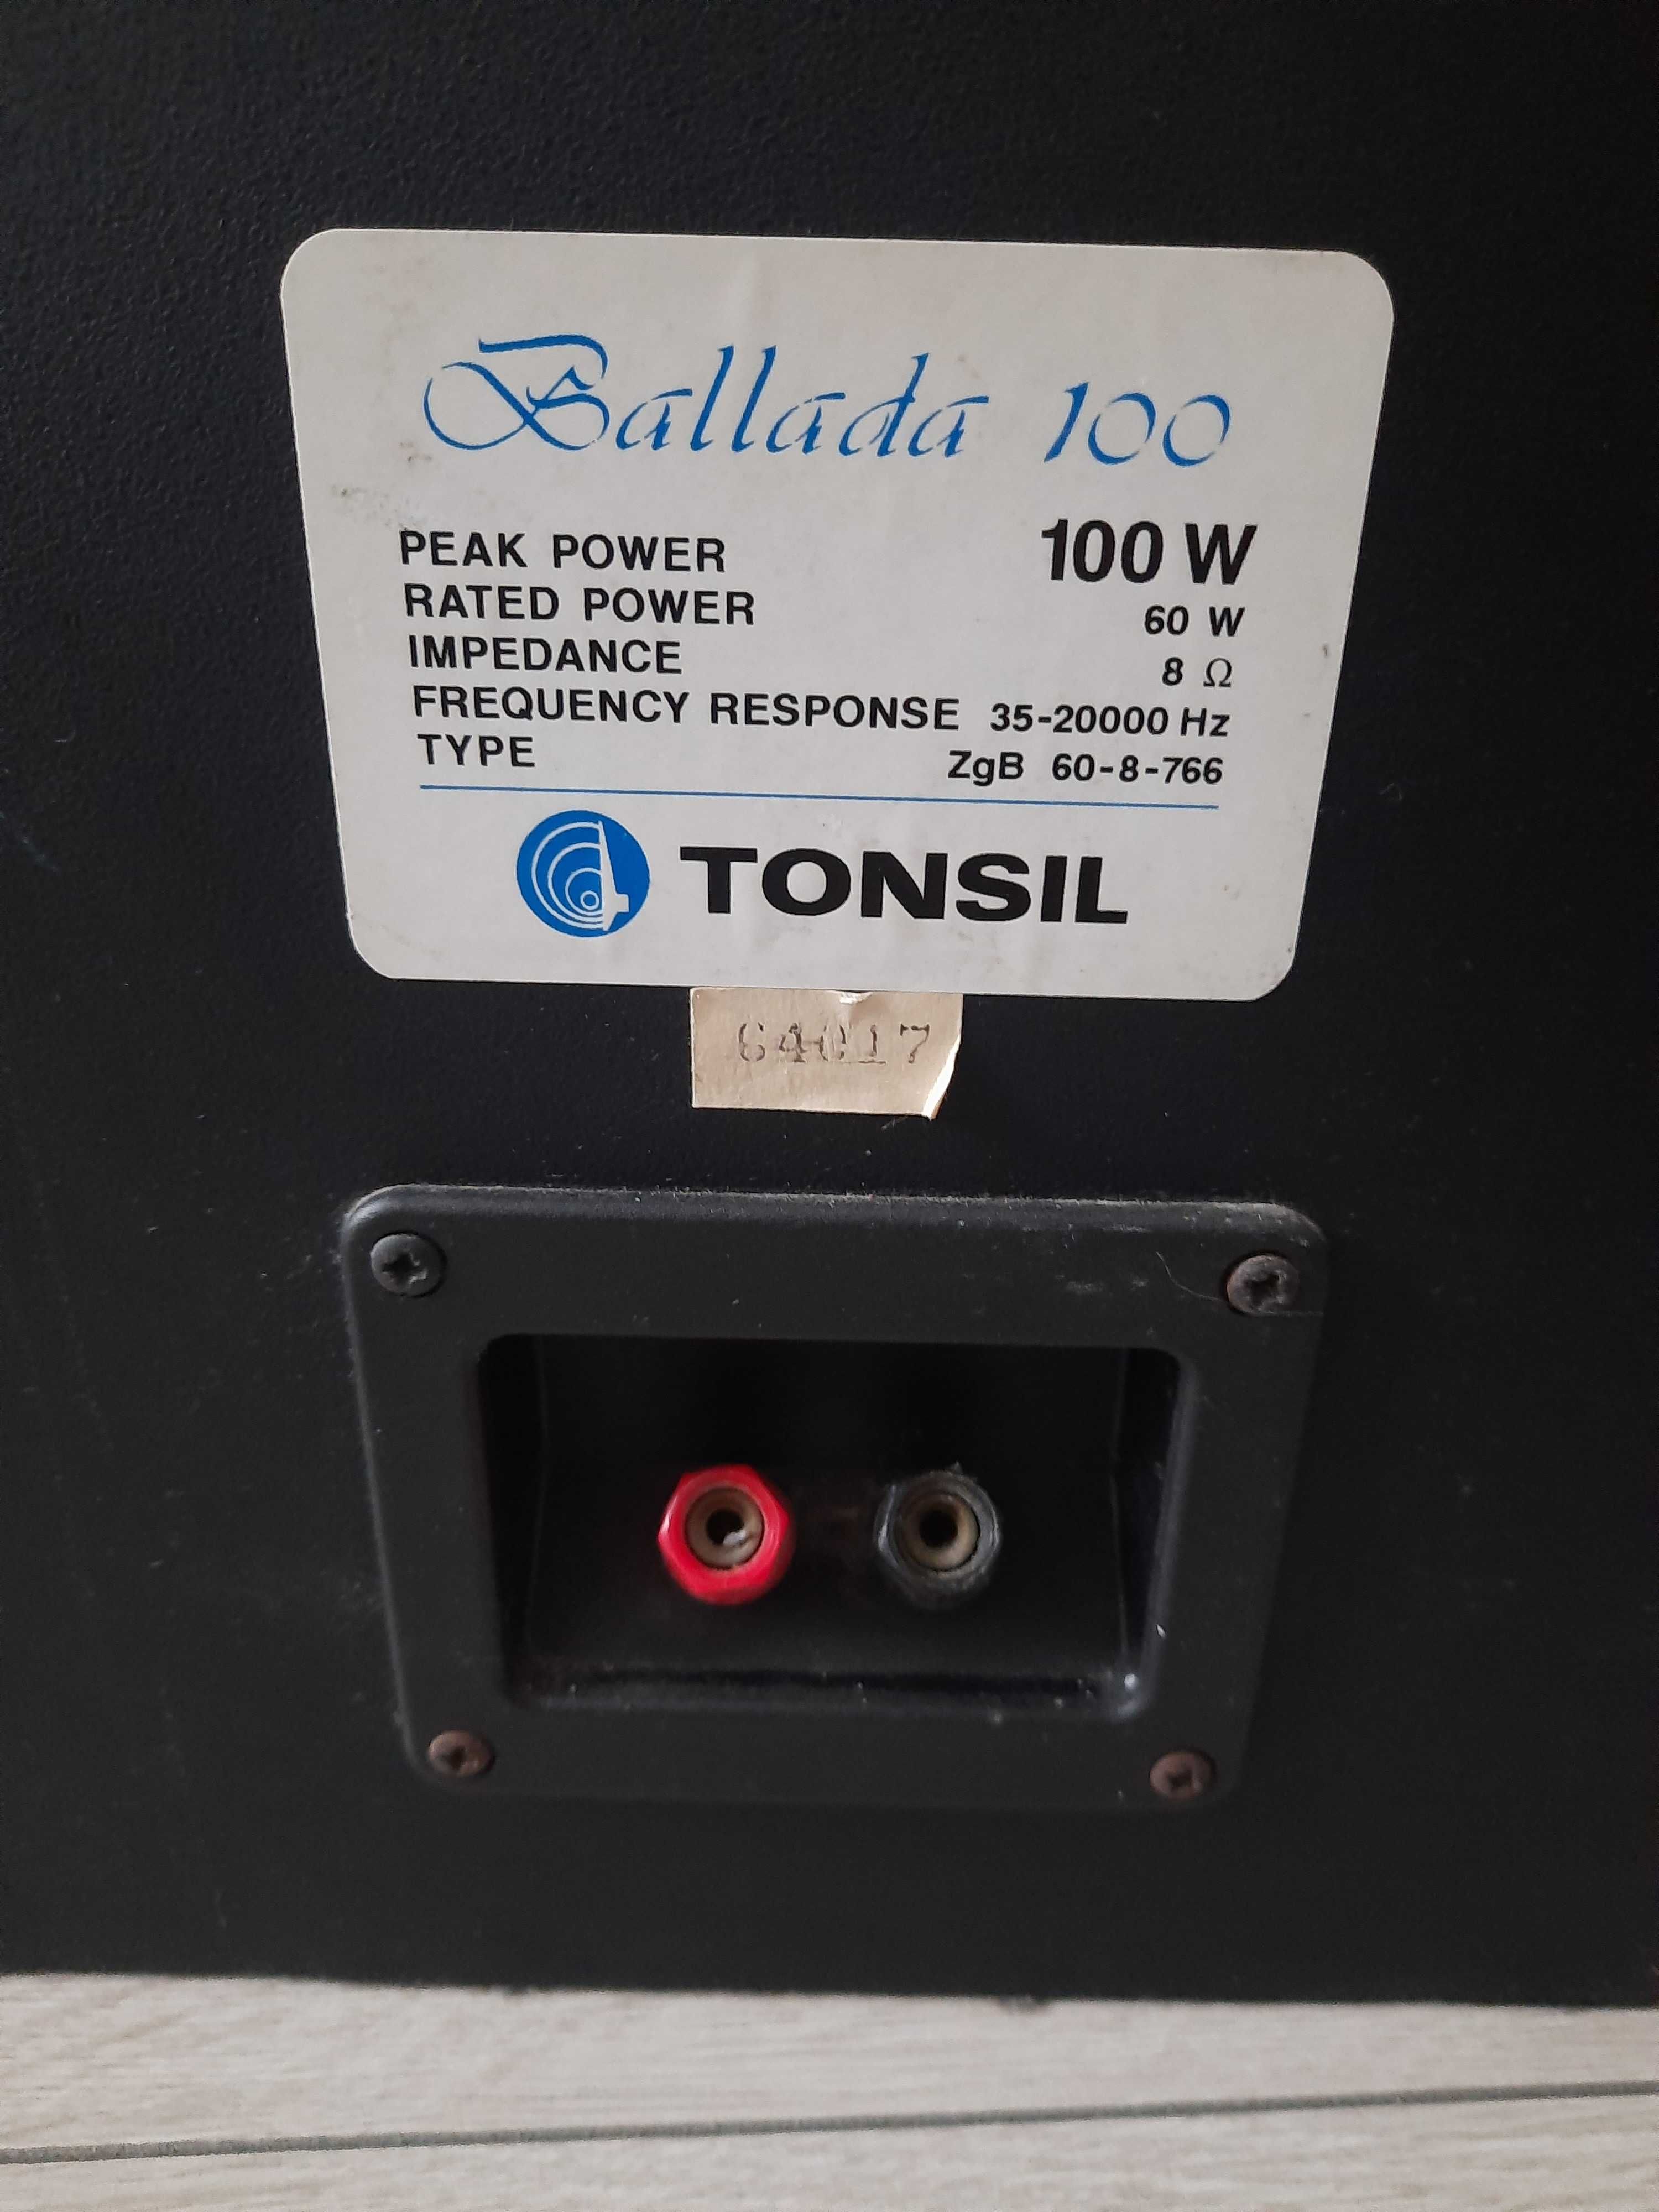 Ballada 100
PEAK POWER 100 W
RATED POWER 60 W
IMPEDANCE 8 Ω
FREQUENCY RESPONSE 35-20000 Hz
TYPE ZgB 60-8-766
TONSIL
64017